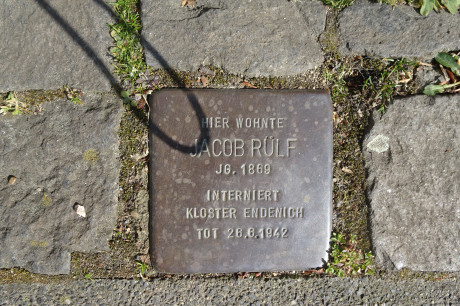 HIER WOHNTE
JACOB RÜLF
JG. 1869
INTERNIERT
KLOSTER ENDENICH
TOT 26.6.1942